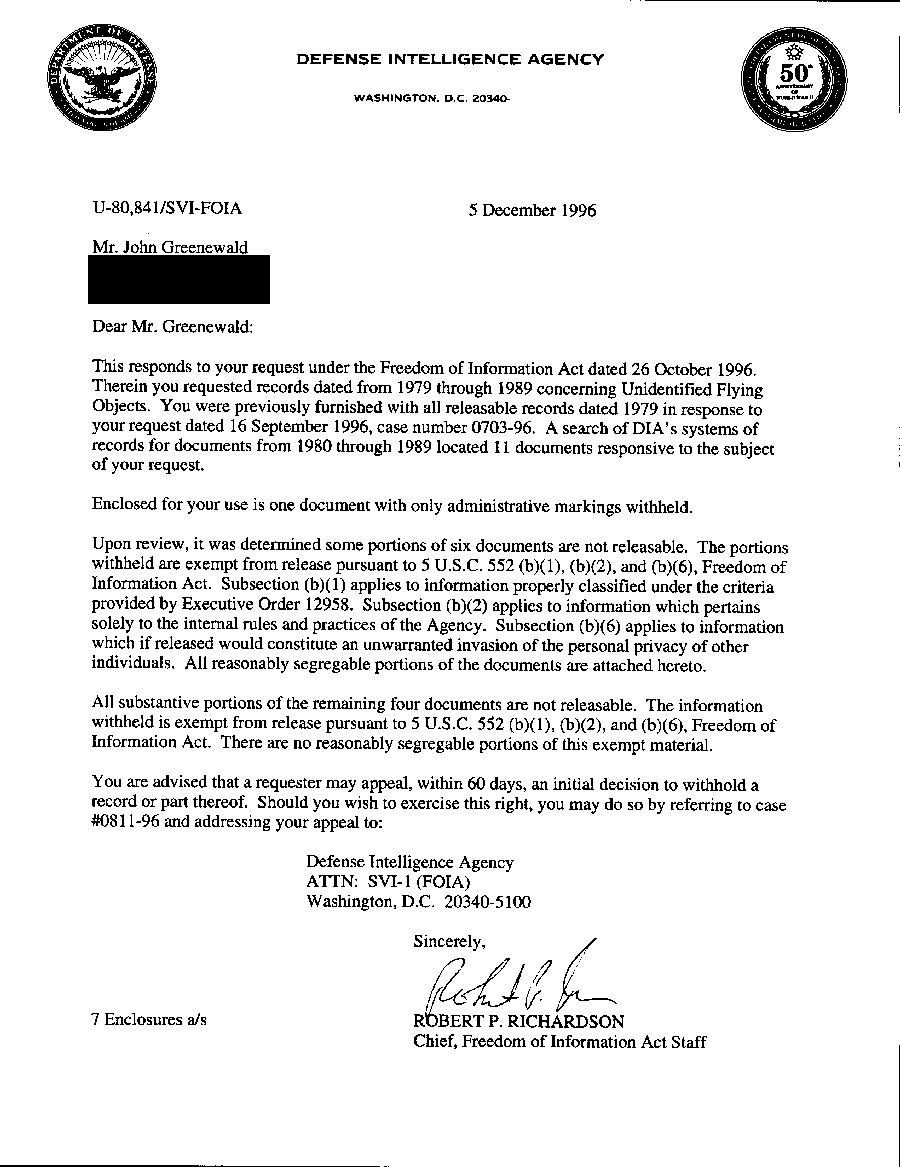 DEPARTMENT OF DEFENSE
DEFENSE INTELLIGENCE AGENCY
WASHINGTON, D.C. 20340-
50
ANNIVERSARY
OF
WORLD WAR II
U-80,841/SVI-FOIA
5 December 1996
Mr. John Greenewald
Dear Mr. Greenewald:
This responds to your request under the Freedom of Information Act dated 26 October 1996.
Therein you requested records dated from 1979 through 1989 concerning Unidentified Flying
Objects.  You were previously furnished with all releasable records dated 1979 in response to
your request dated 16 September 1996, case number 0703-96.  A search of DIA's systems of
records for documents from 1980 through 1989 located 11 documents responsive to the subject
of your request.
Enclosed for your use is one document with only administrative markings withheld.
Upon review, it was determined some portions of six documents are not releasable.  The portions
withheld are exempt from release pursuant to 5 U.S.C. 552 (b)(1), (b)(2), and (b)(6), Freedom of
Information Act.  Subsection (b)(1) applies to information properly classified under the criteria
provided by Executive Order 12958.  Subsection (b)(2) applies to information which pertains
solely to the internal rules and practices of the Agency.  Subsection (b)(6) applies to information
which if released would constitute an unwarranted invasion of the personal privacy of other
individuals.  All reasonably segregable portions of the documents are attached hereto.
All substantive portions of the remaining four documents are not releasable.  The information
withheld is exempt from release pursuant to 5 U.S.C. 552 (b)(1), (b)(2), and (b)(6), Freedom of
Information Act.  There are no reasonably segregable portions of this exempt material.
You are advised that a requester may appeal, within 60 days, an initial decision to withhold a
record or part thereof.  Should you wish to exercise this right, you may do so by referring to case
#0811-96 and addressing your appeal to:
Defense Intelligence Agency
ATTN:  SVI-1 (FOIA)
Washington, D.C.  20340-5100
Sincerely,
7 Enclosures a/s
ROBERT P. RICHARDSON
Chief, Freedom of Information Act Staff